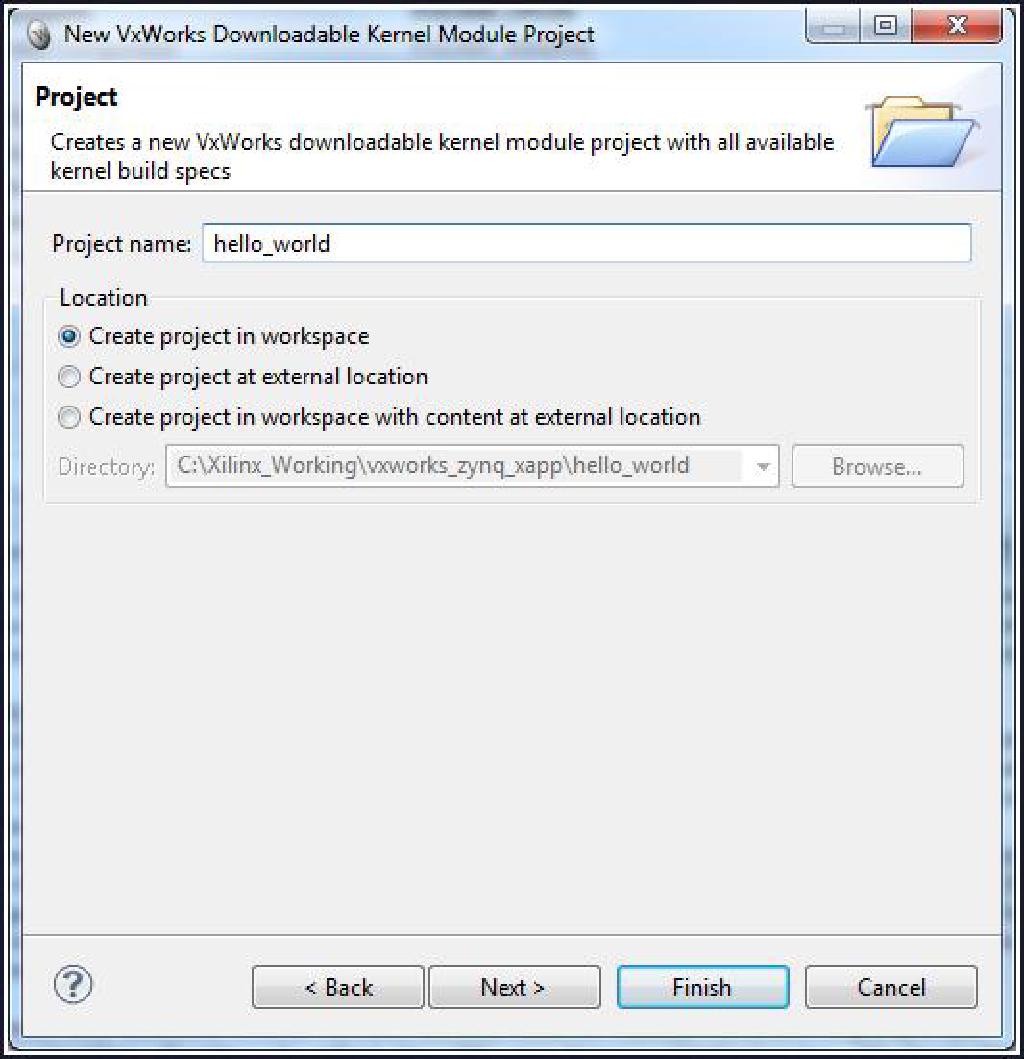 New VxWorks Downloadable Kernel Module Project
Project
Creates a new VxWorks downloadable kernel module project with all available
kernel build specs
Project name: hello_world
Location
Create project in workspace
Create project at external location
Create project in workspace with content at external location
Directory: C:\Xilinx_Working\vxworks_zynq_xapp\hello_world Browse...
? < Back Next > Finish Cancel